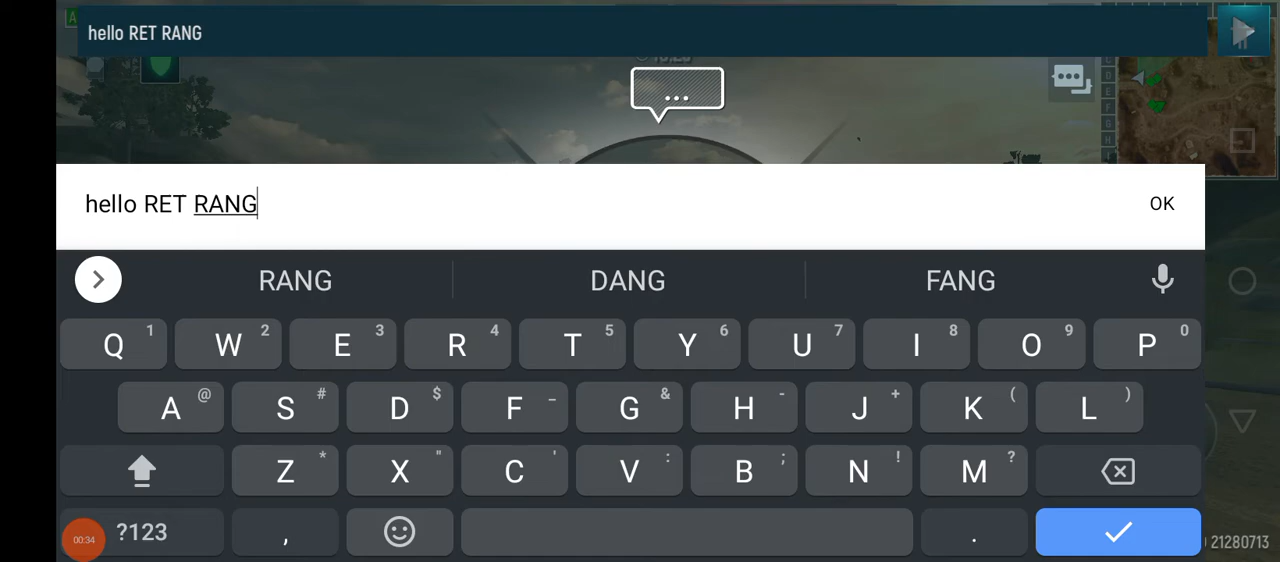 hello RET RANG
...
hello RET RANG
OK
RANG DANG FANG
Q 1 W 2 E 3 R 4 T 5 Y 6 U 7 I 8 O 9 P 0
A @ S # D $ F _ G & H - J + K ( L )
Z * X " C ' V : B ; N ! M ?
00:34 ?123 , .
21280713